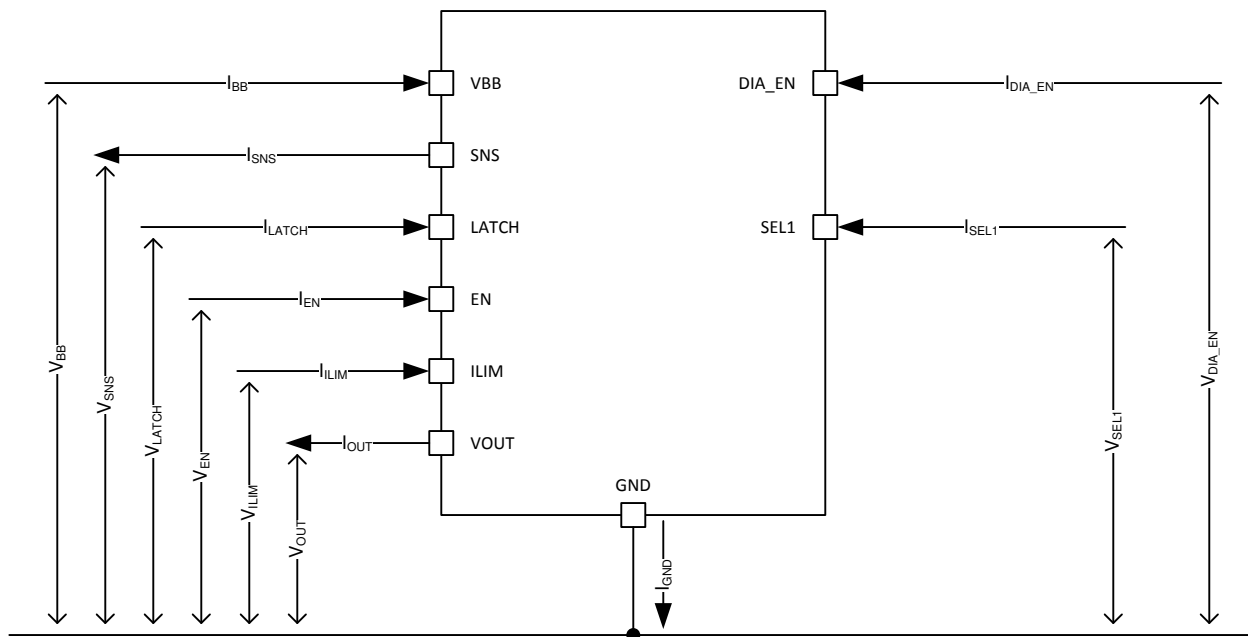 I_BB
VBB
DIA_EN
I_DIA_EN
I_SNS
SNS
I_LATCH
LATCH
SEL1
I_SEL1
I_EN
EN
I_ILIM
ILIM
I_OUT
VOUT
GND
I_GND
V_BB
V_SNS
V_LATCH
V_EN
V_ILIM
V_OUT
V_SEL1
V_DIA_EN